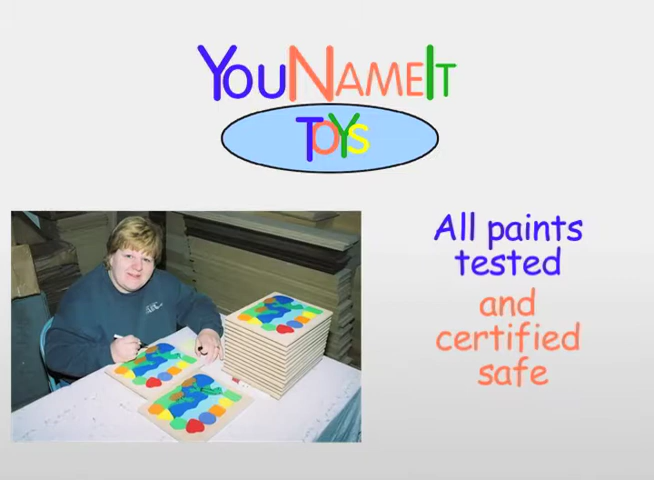 YouNameIt
Toys
All paints
tested
and
certified
safe